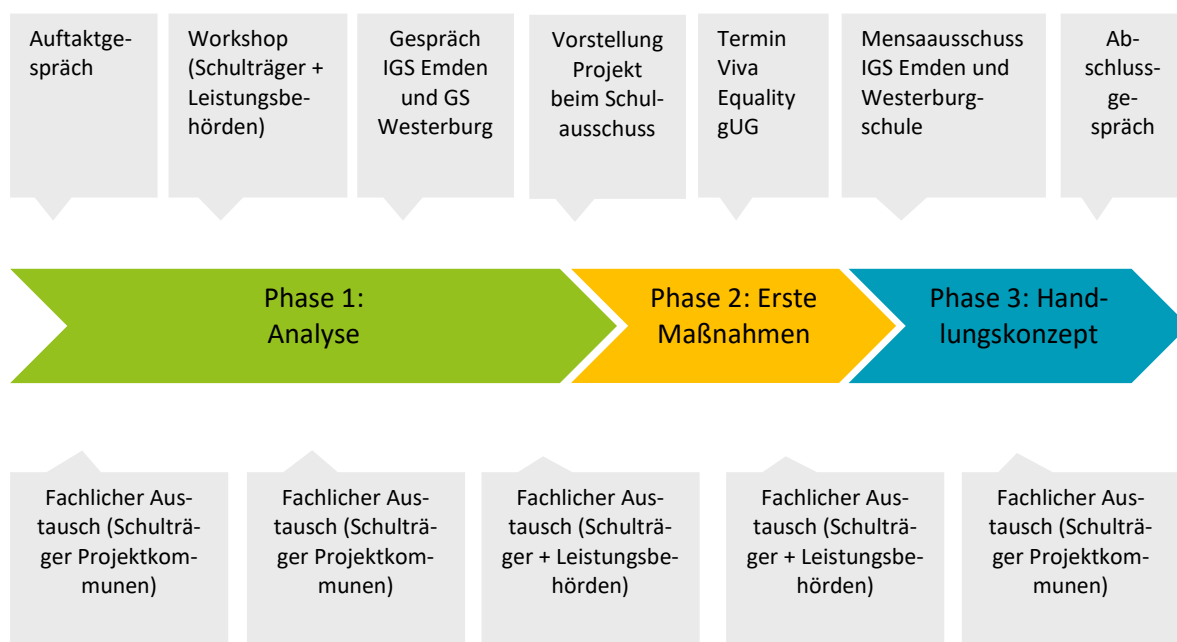 Auftaktge-
spräch
Workshop
(Schulträger +
Leistungsbe-
hörden)
Gespräch
IGS Emden
und GS
Westerburg
Vorstellung
Projekt
beim Schul-
ausschuss
Termin
Viva
Equality
gUG
Mensaausschuss
IGS Emden und
Westerburg-
schule
Ab-
schluss-
ge-
spräch
Phase 1:
Analyse
Phase 2: Erste
Maßnahmen
Phase 3: Hand-
lungskonzept
Fachlicher Aus-
tausch (Schulträ-
ger Projektkom-
munen)
Fachlicher Aus-
tausch (Schulträ-
ger Projektkom-
munen)
Fachlicher Aus-
tausch (Schulträ-
ger + Leistungsbe-
hörden)
Fachlicher Aus-
tausch (Schulträ-
ger + Leistungsbe-
hörden)
Fachlicher Aus-
tausch (Schulträ-
ger Projektkom-
munen)